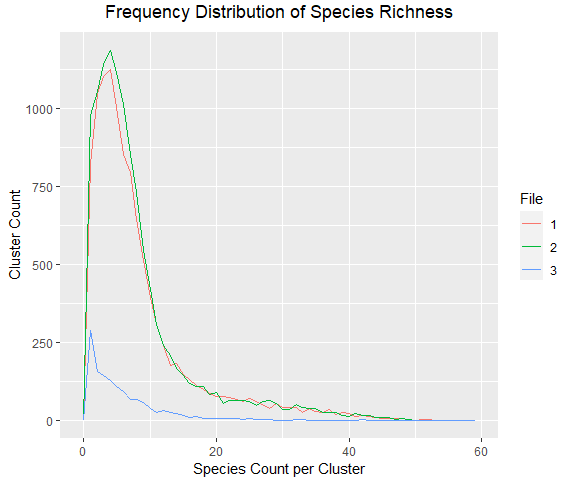 Frequency Distribution of Species Richness
Cluster Count
1000
750
500
250
0
0 20 40 60
Species Count per Cluster
File
1
2
3